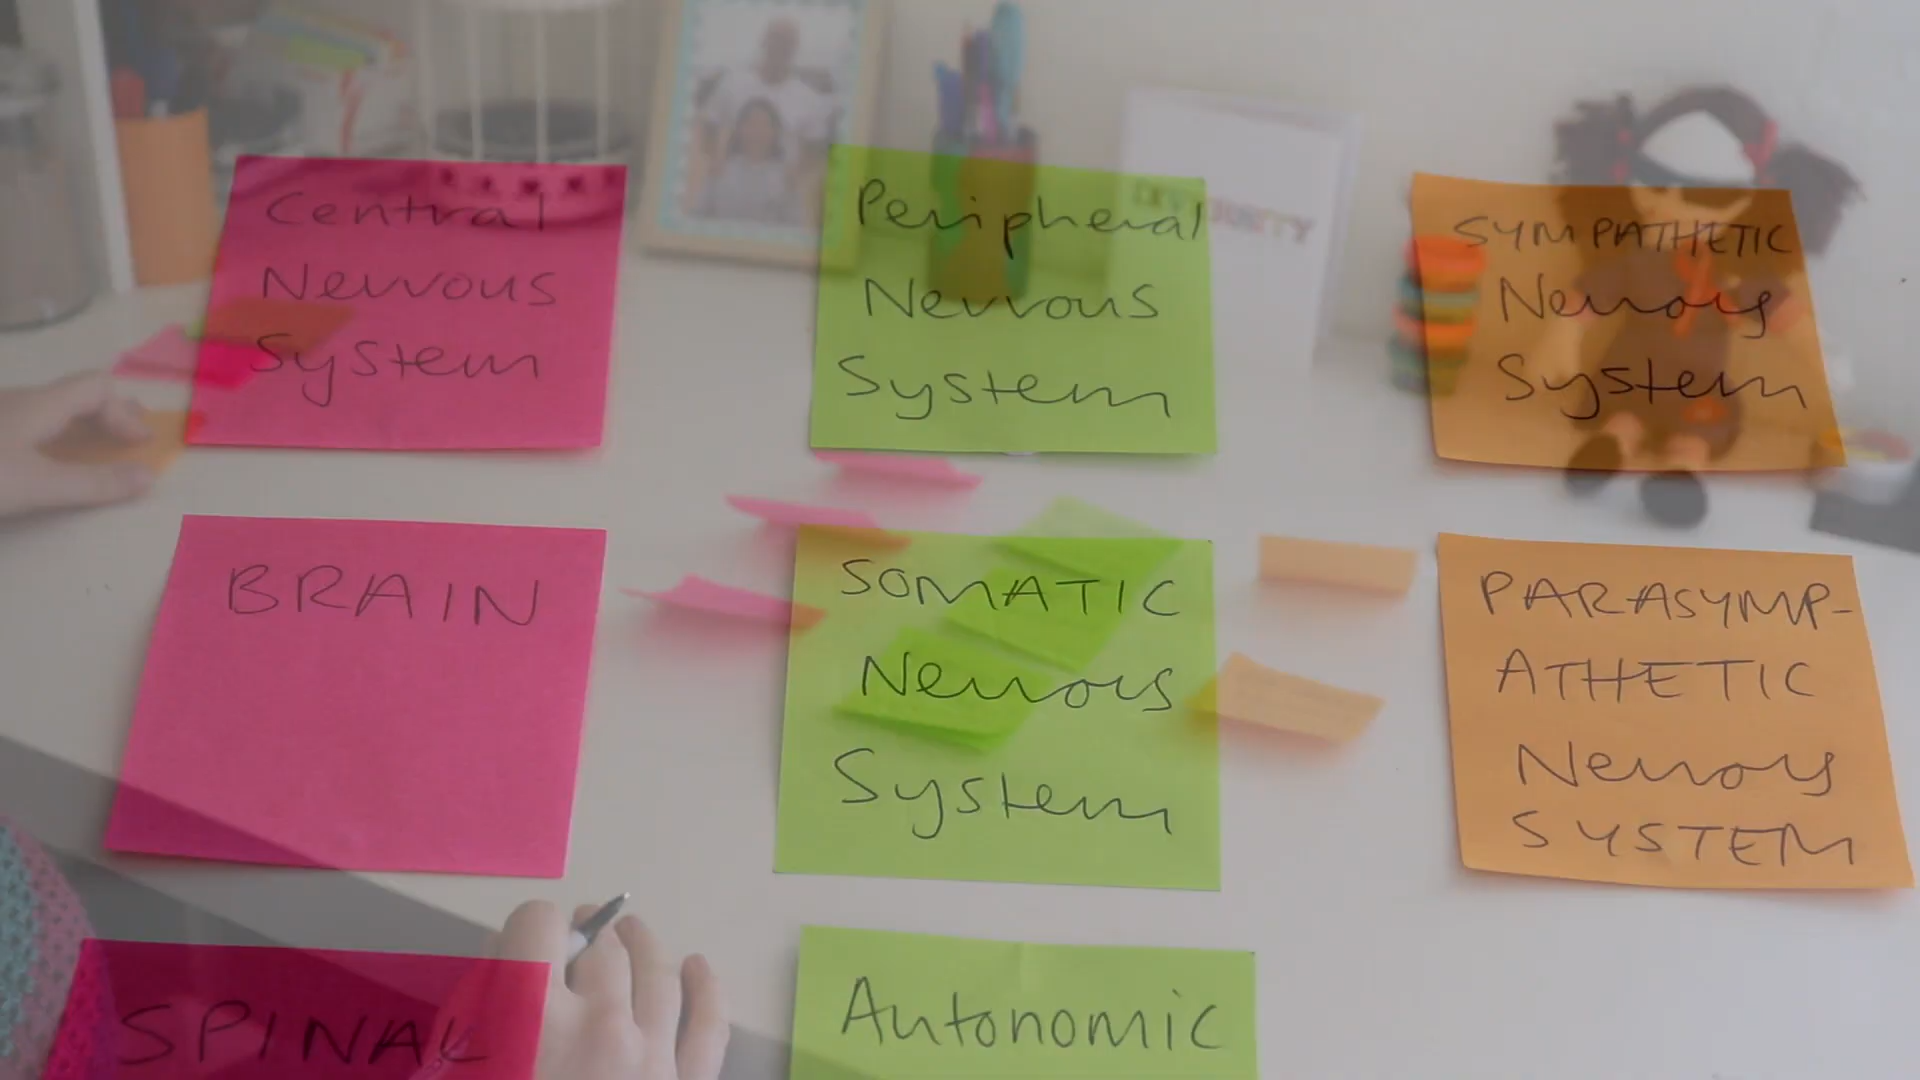 Central
Nervous
System
Peripheral
Nervous
System
SYMPATHETIC
Nervous
System
BRAIN
SOMATIC
Nervous
System
PARASYMP-
ATHETIC
Nervous
SYSTEM
SPINAL
Autonomic